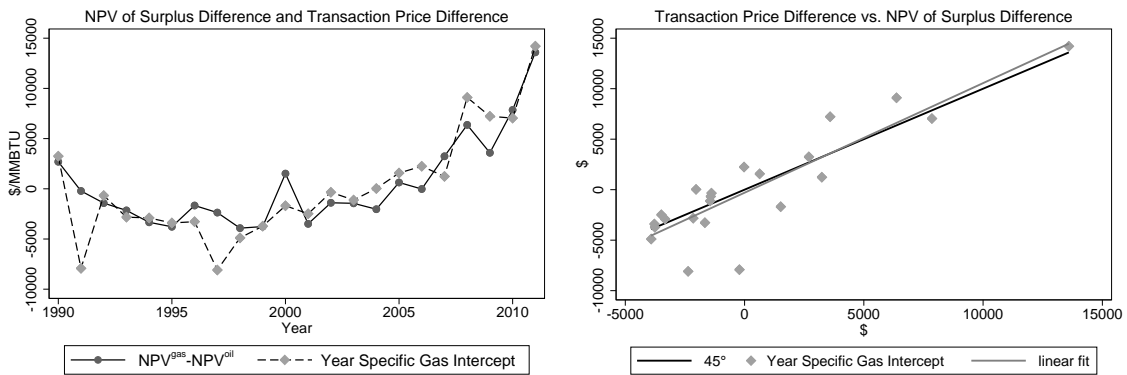 NPV of Surplus Difference and Transaction Price Difference
$/MMBTU
15000
10000
5000
0
-5000
-10000
1990 1995 2000 2005 2010
Year
NPVgas-NPVoil Year Specific Gas Intercept
Transaction Price Difference vs. NPV of Surplus Difference
$
15000
10000
5000
0
-5000
-10000
-5000 0 5000 10000 15000
$
45° Year Specific Gas Intercept linear fit